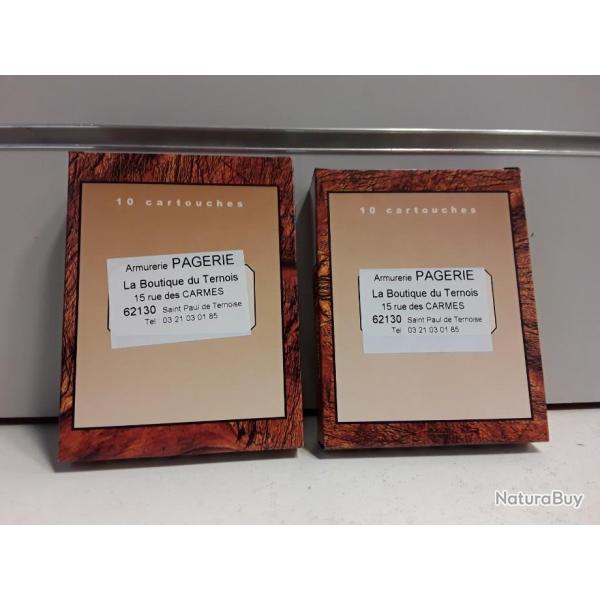 10 cartouches
Armurerie PAGERIE
La Boutique du Ternois
15 rue des CARMES
62130 Saint Paul de Ternoise
Tel 03 21 03 01 85
10 cartouches
Armurerie PAGERIE
La Boutique du Ternois
15 rue des CARMES
62130 Saint Paul de Ternoise
Tel 03 21 03 01 85
NaturaBuy